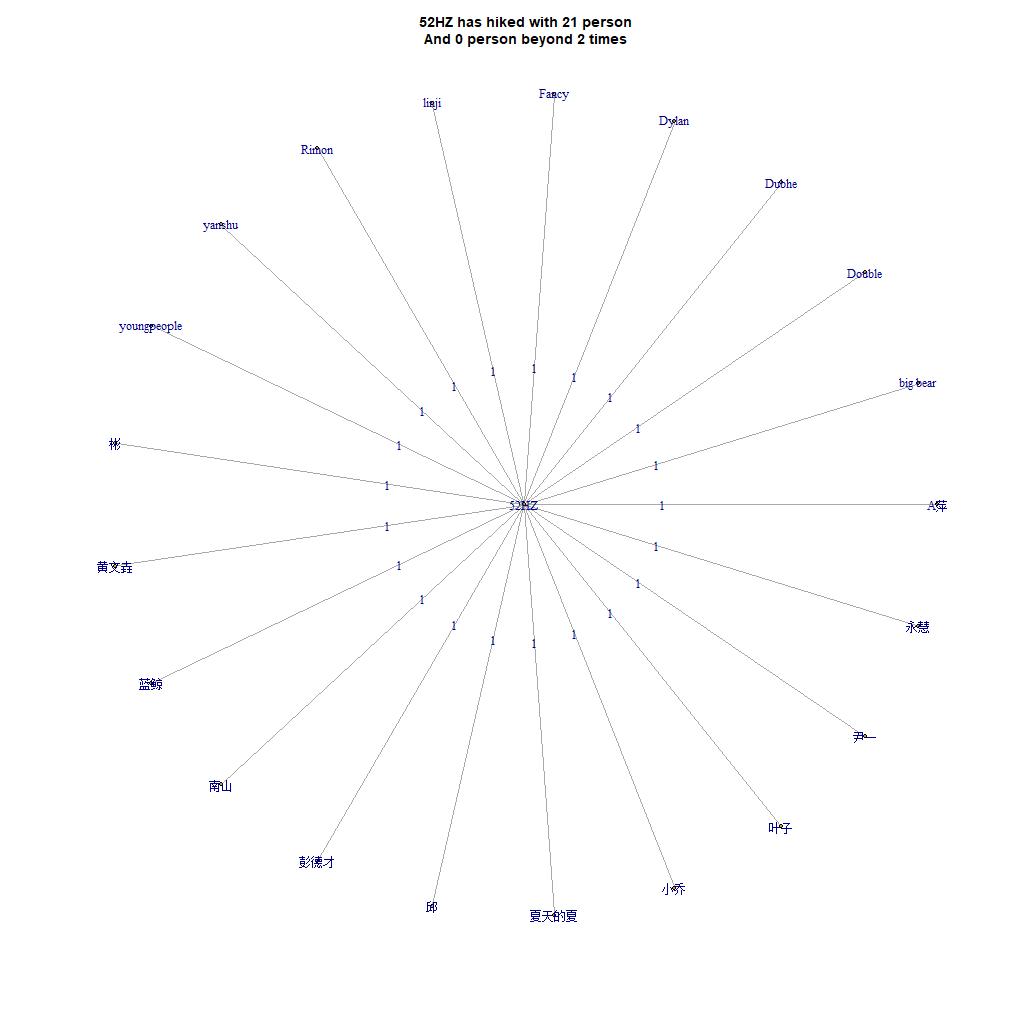 52HZ has hiked with 21 person
And 0 person beyond 2 times
Fancy
linji
Dylan
Rimon
Dubhe
yanshu
Double
youngpeople
1
1
1
big bear
1
1
1
1
彬
1
1
1
52HZ
1
A萍
1
1
1
黄文垚
1
1
1
1
永慧
1
1
1
蓝鲸
尹一
南山
叶子
彭德才
小乔
邱
夏天的夏